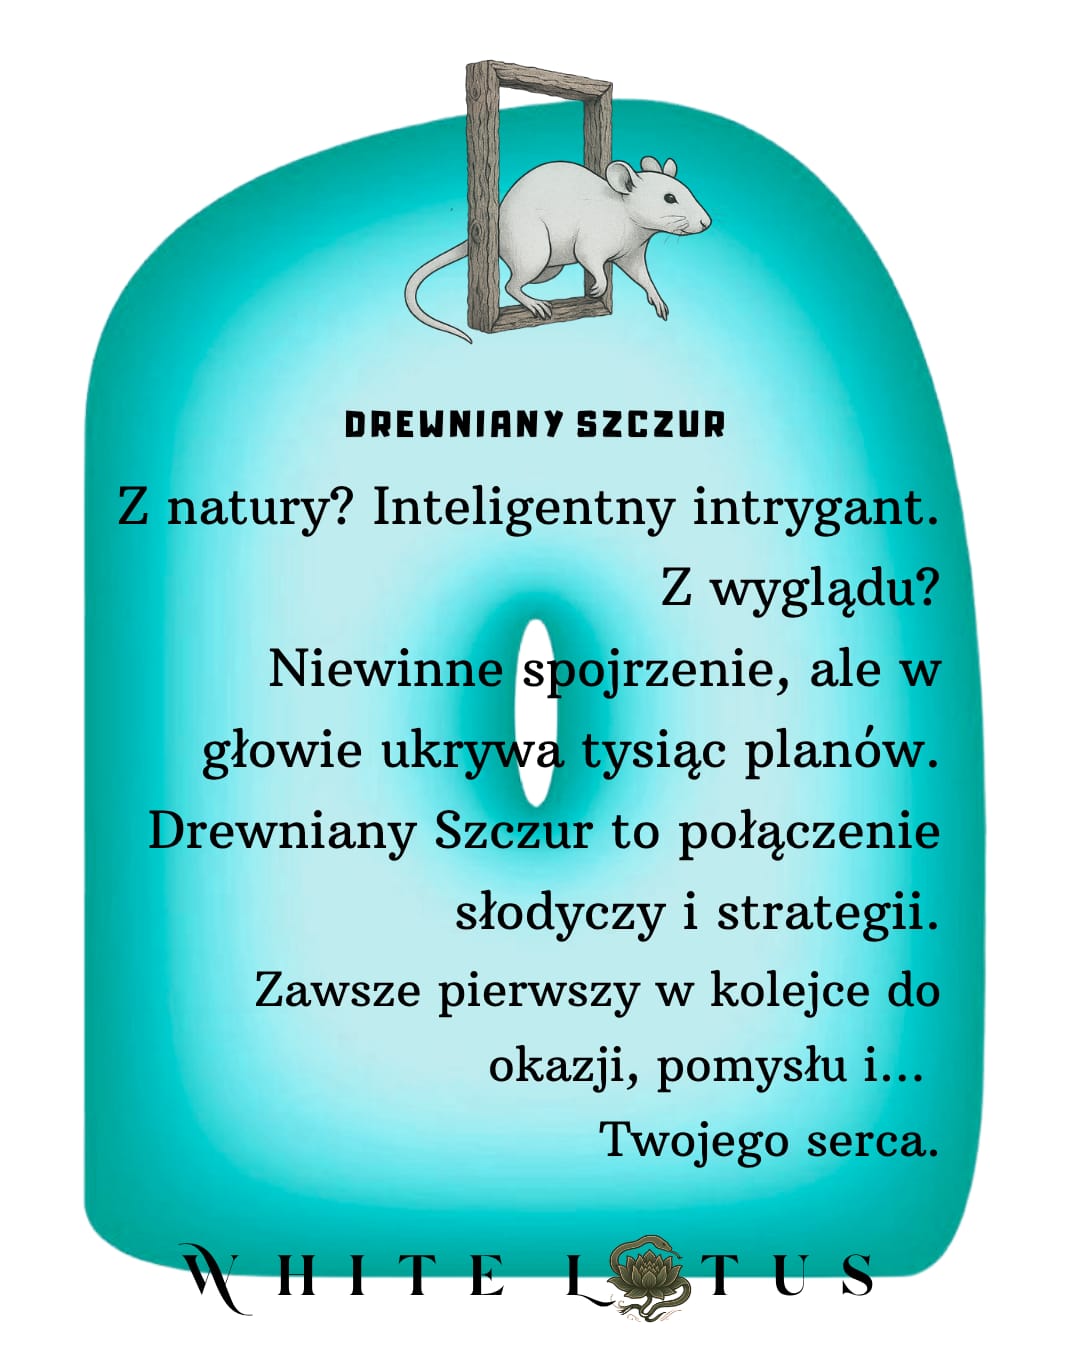 DREWNIANY SZCZUR
Z natury? Inteligentny intrygant.
Z wyglądu?
Niewinne spojrzenie, ale w
głowie ukrywa tysiąc planów.
Drewniany Szczur to połączenie
słodyczy i strategii.
Zawsze pierwszy w kolejce do
okazji, pomysłu i...
Twojego serca.
WHITE LOTUS